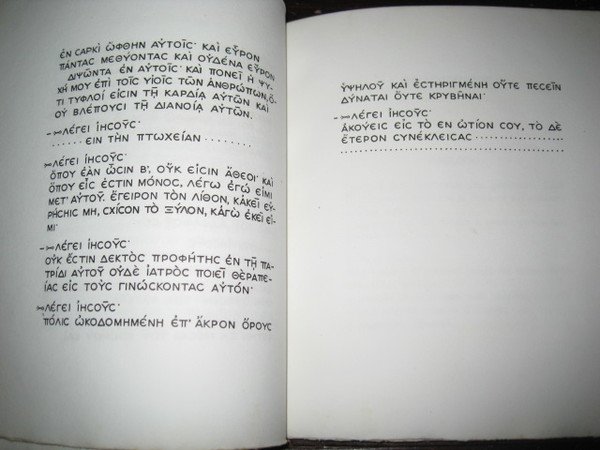 ἐν σαρκὶ ὤφθην αὐτοῖς· καὶ εὗρον
πάντας μεθύοντας καὶ οὐδένα εὗρον
διψῶντα ἐν αὐτοῖς· καὶ πονεῖ ἡ ψυ-
χή μου ἐπὶ τοῖς υἱοῖς τῶν ἀνθρώπων, ὅ-
τι τυφλοί εἰσιν τῇ καρδίᾳ αὐτῶν καὶ
οὐ βλέπουσι τῇ διανοίᾳ αὐτῶν.
λέγει ἰησοῦς·
. . . . . . ειν τὴν πτωχείαν . . . . . . . .
λέγει ἰησοῦς·
ὅπου ἐὰν ὦσιν β', οὔκ εἰσιν ἄθεοι· καὶ
ὅπου εἷς ἐστιν μόνος, λέγω ἐγώ εἰμι
μετ' αὐτοῦ. ἔγειρον τὸν λίθον, κἀκεῖ εὑ-
ρήσῃς με, σχίσον τὸ ξύλον, κἀγὼ ἐκεῖ εἰ-
μι·
λέγει ἰησοῦς·
οὐκ ἔστιν δεκτὸς προφήτης ἐν τῇ πα-
τρίδι αὐτοῦ οὐδὲ ἰατρὸς ποιεῖ θεραπε-
ίας εἰς τοὺς γινώσκοντας αὐτόν·
λέγει ἰησοῦς·
πόλις ᾠκοδομημένη ἐπ' ἄκρον ὄρους
ὑψηλοῦ καὶ ἐστηριγμένη οὔτε πεσεῖν
δύναται οὔτε κρυβῆναι·
λέγει ἰησοῦς·
ἀκούεις εἰς τὸ ἓν ὠτίον σου, τὸ δὲ
ἕτερον συνέκλεισας . . . . . . . . . .